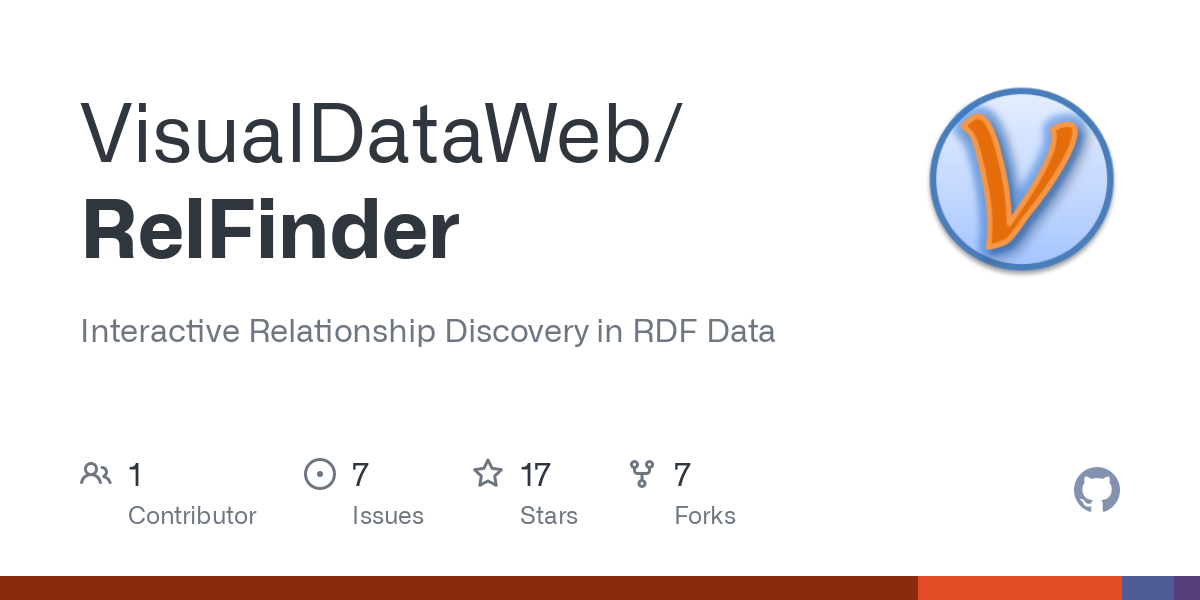 VisualDataWeb/
RelFinder
Interactive Relationship Discovery in RDF Data
1
Contributor
7
Issues
17
Stars
7
Forks
V